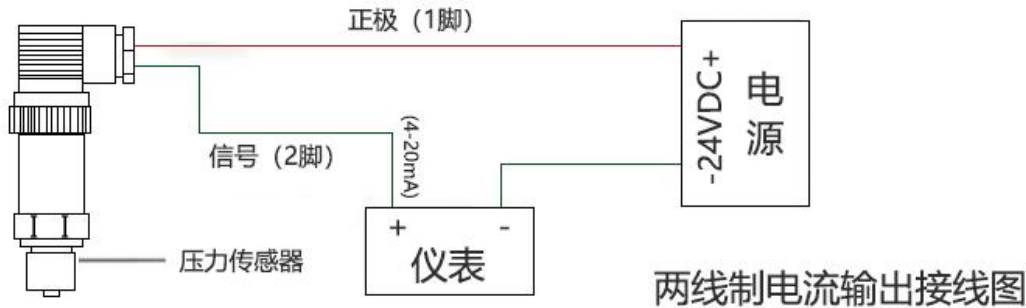 正极（1脚）
-24VDC+
电源
信号（2脚）
(4-20mA)
+ -
仪表
压力传感器
两线制电流输出接线图